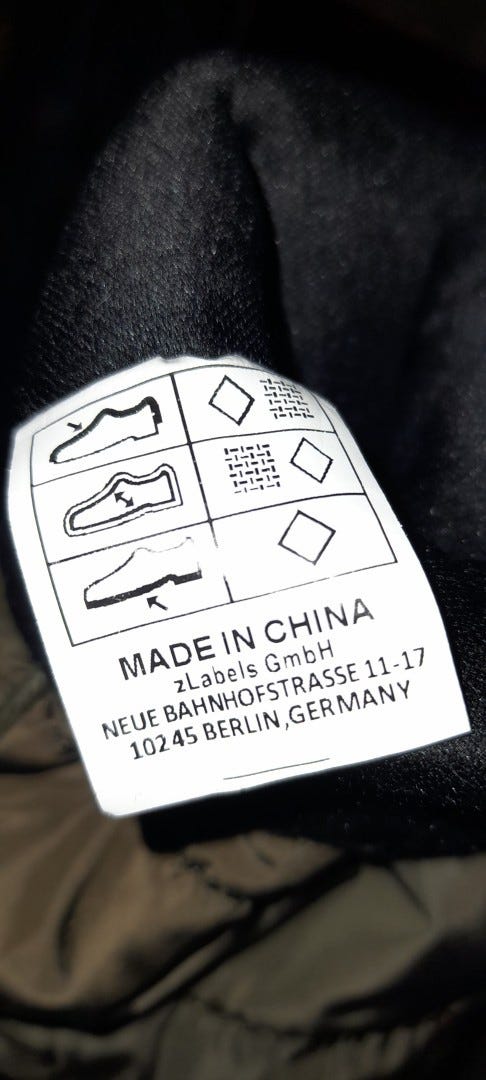 MADE IN CHINA
zLabels GmbH
NEUE BAHNHOFSTRASSE 11-17
10245 BERLIN,GERMANY